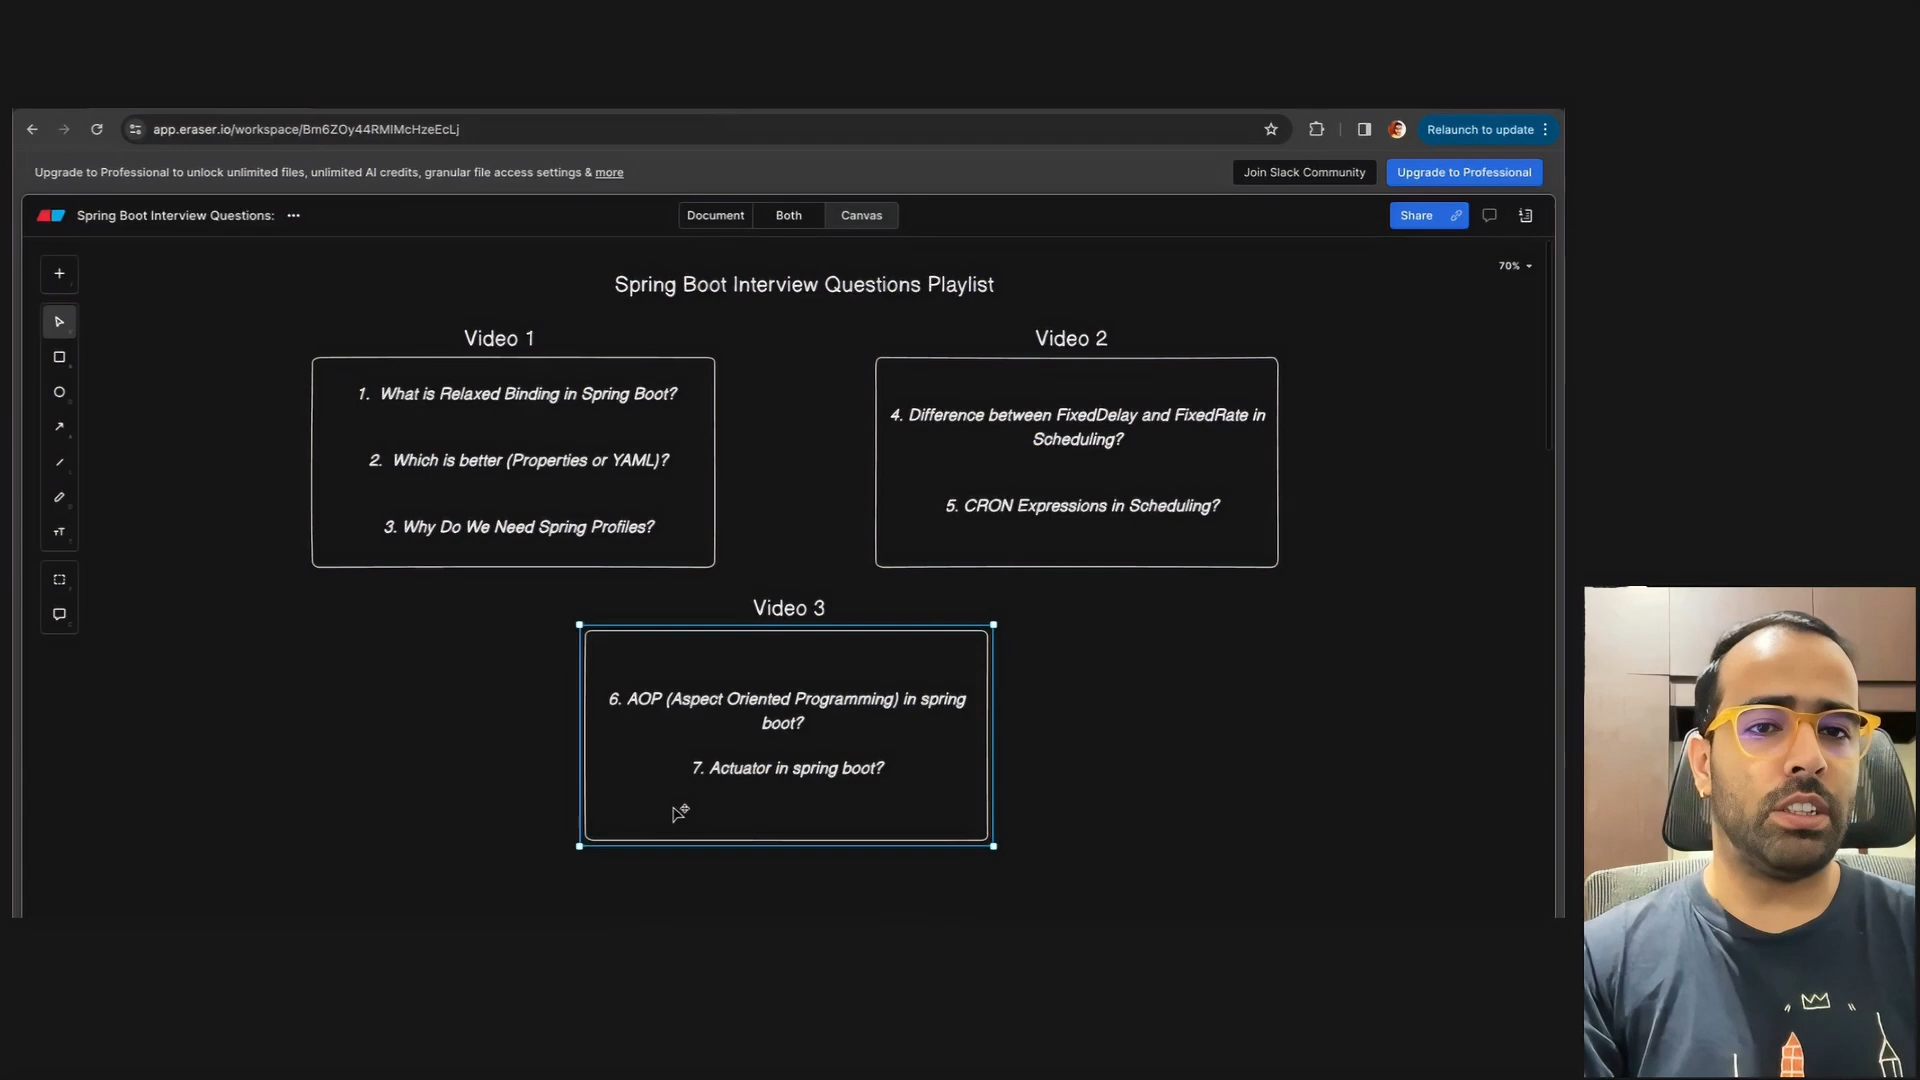 app.eraser.io/workspace/Bm6ZOy44RMIMcHzeEcLj
Relaunch to update
Upgrade to Professional to unlock unlimited files, unlimited AI credits, granular file access settings & more
Join Slack Community
Upgrade to Professional
Spring Boot Interview Questions:
Document
Both
Canvas
Share
70%
Spring Boot Interview Questions Playlist
Video 1
1. What is Relaxed Binding in Spring Boot?
2. Which is better (Properties or YAML)?
3. Why Do We Need Spring Profiles?
Video 2
4. Difference between FixedDelay and FixedRate in
Scheduling?
5. CRON Expressions in Scheduling?
Video 3
6. AOP (Aspect Oriented Programming) in spring
boot?
7. Actuator in spring boot?